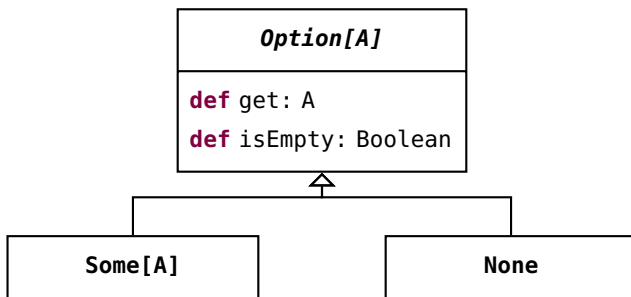 Option[A]
def get: A
def isEmpty: Boolean
Some[A]
None